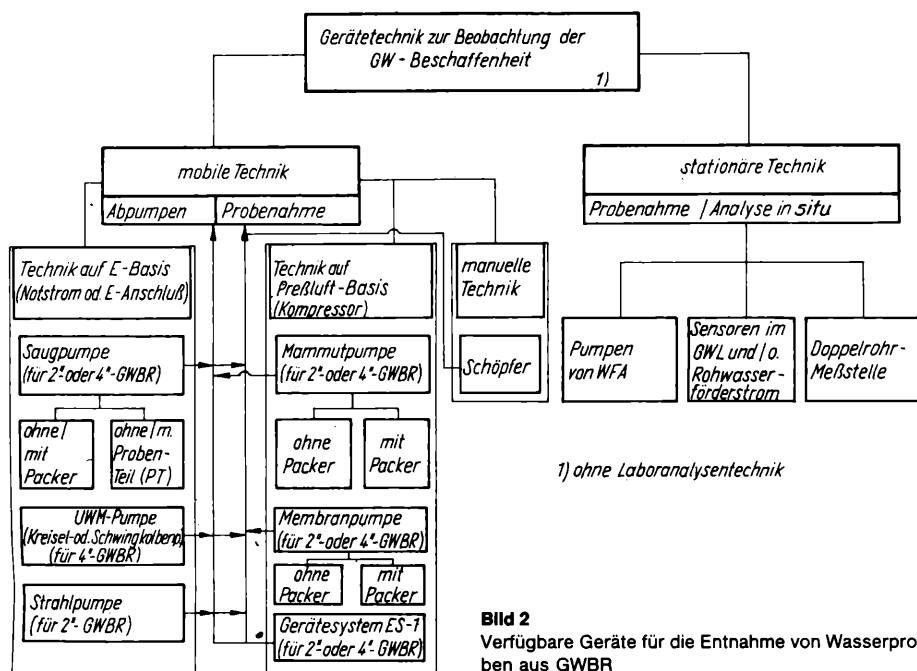 Gerätetechnik zur Beobachtung der
GW-Beschaffenheit
1)
mobile Technik
Abpumpen
Probenahme
stationäre Technik
Probenahme / Analyse in situ
Technik auf E-Basis
(Notstrom od. E-Anschluß)
Technik auf
Preßluft-Basis
(Kompressor)
manuelle
Technik
Saugpumpe
(für 2"-oder 4"-GWBR)
Mammutpumpe
(für 2"-oder 4"-GWBR)
Schöpfer
Pumpen
von WFA
Sensoren im
GWL und / o.
Rohwasser-
förderstrom
Doppelrohr-
Meßstelle
ohne/
mit
Packer
ohne/m.
Proben-
Teil (PT)
ohne
Packer
mit
Packer
1) ohne Laboranalysentechnik
UWM-Pumpe
(Kreisel-od. Schwingkolbenp)
(für 4"-GWBR)
Membranpumpe
(für 2"-oder 4"-GWBR)
ohne
Packer
mit
Packer
Strahlpumpe
(für 2"-GWBR)
Gerätesystem ES-1
(für 2"-oder 4"-GWBR)
Bild 2
Verfügbare Geräte für die Entnahme von Wasserpro-
ben aus GWBR